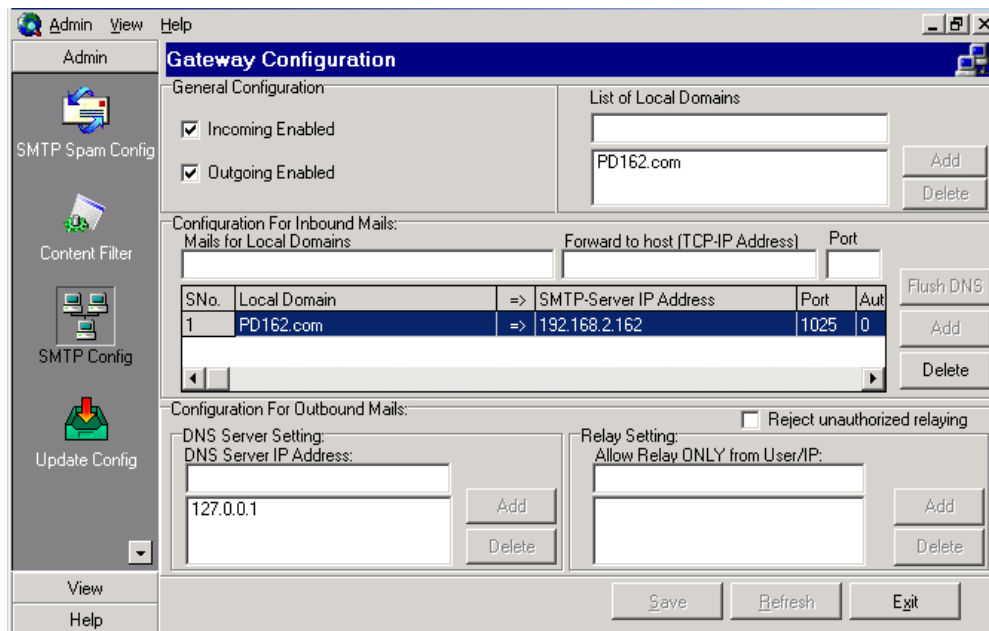 Admin View Help
Admin
Gateway Configuration
SMTP Spam Config
Content Filter
SMTP Config
Update Config
View
Help
General Configuration
Incoming Enabled
Outgoing Enabled
List of Local Domains
PD162.com
Add
Delete
Configuration For Inbound Mails:
Mails for Local Domains Forward to host (TCP-IP Address) Port
SNo. Local Domain => SMTP-Server IP Address Port Aut
1 PD162.com => 192.168.2.162 1025 0
Flush DNS
Add
Delete
Configuration For Outbound Mails:
Reject unauthorized relaying
DNS Server Setting:
DNS Server IP Address:
127.0.0.1
Add
Delete
Relay Setting:
Allow Relay ONLY from User/IP:
Add
Delete
Save Refresh Exit